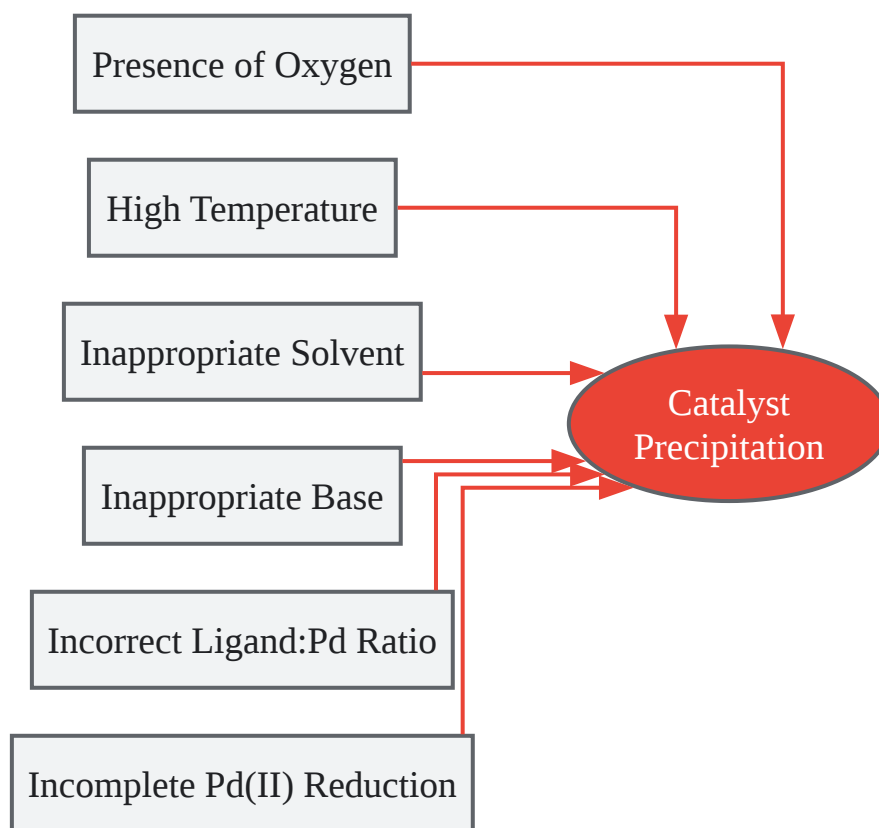 Presence of Oxygen
High Temperature
Inappropriate Solvent
Catalyst
Precipitation
Inappropriate Base
Incorrect Ligand:Pd Ratio
Incomplete Pd(II) Reduction